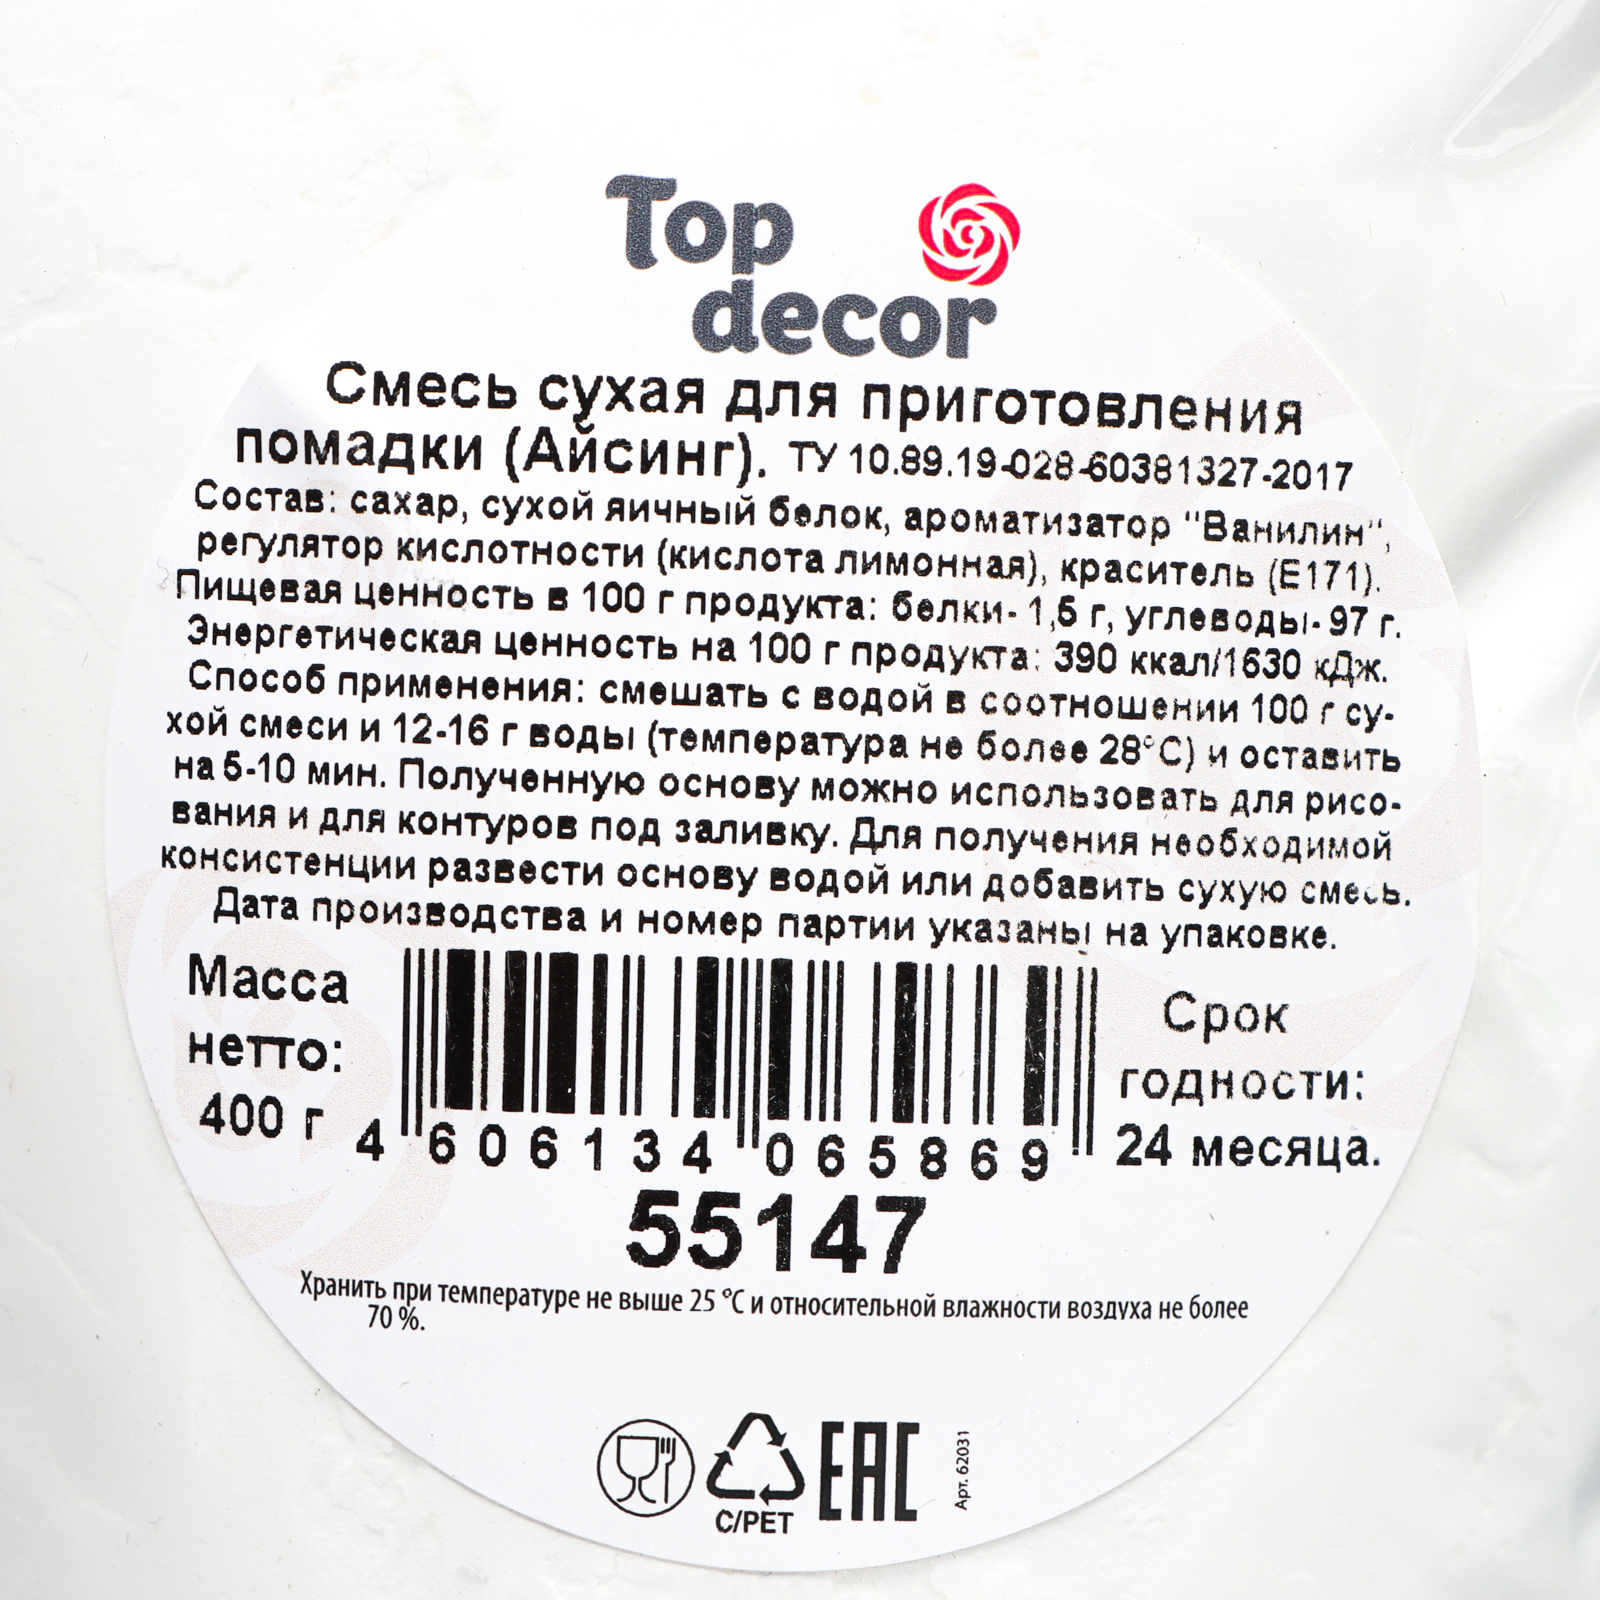 Top
decor
Смесь сухая для приготовления
помадки (Айсинг). ТУ 10.89.19-028-60381327-2017
Состав: сахар, сухой яичный белок, ароматизатор "Ванилин",
регулятор кислотности (кислота лимонная), краситель (Е171).
Пищевая ценность в 100 г продукта: белки- 1,5 г, углеводы- 97 г.
Энергетическая ценность на 100 г продукта: 390 ккал/1630 кДж.
Способ применения: смешать с водой в соотношении 100 г су-
хой смеси и 12-16 г воды (температура не более 28°С) и оставить
на 5-10 мин. Полученную основу можно использовать для рисо-
вания и для контуров под заливку. Для получения необходимой
консистенции развести основу водой или добавить сухую смесь.
Дата производства и номер партии указаны на упаковке.
Масса
нетто:
400 г
4 606134 065869
Срок
годности:
24 месяца.
55147
Хранить при температуре не выше 25 °С и относительной влажности воздуха не более
70 %.
C/PET
EAC
Арт. 62031